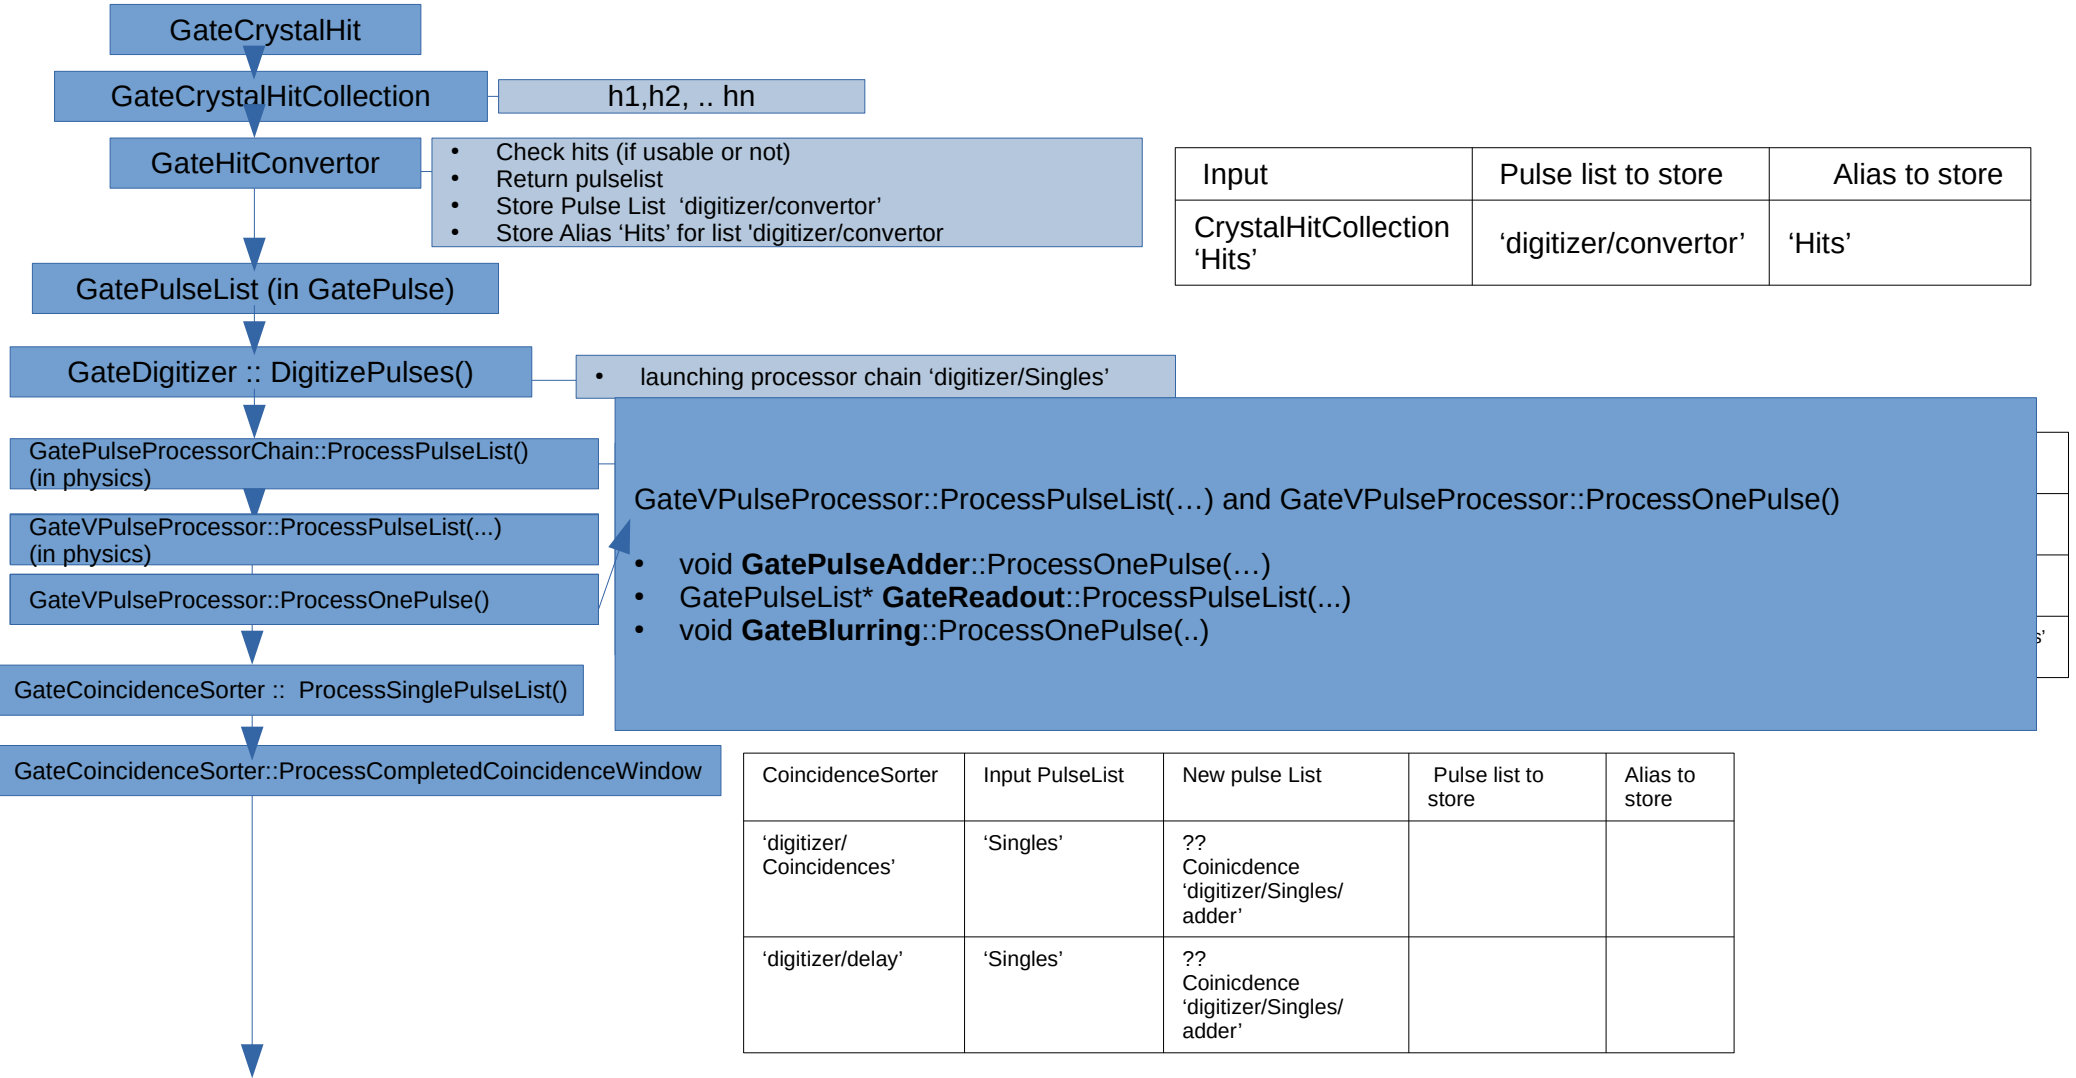 GateCrystalHit
GateCrystalHitCollection
h1,h2, .. hn
GateHitConvertor
• Check hits (if usable or not)
• Return pulselist
• Store Pulse List ‘digitizer/convertor’
• Store Alias ‘Hits’ for list 'digitizer/convertor
Input
Pulse list to store
Alias to store
CrystalHitCollection
‘Hits’
‘digitizer/convertor’
‘Hits’
GatePulseList (in GatePulse)
GateDigitizer :: DigitizePulses()
• launching processor chain ‘digitizer/Singles’
GatePulseProcessorChain::ProcessPulseList()
(in physics)
GateVPulseProcessor::ProcessPulseList(...)
(in physics)
GateVPulseProcessor::ProcessOnePulse()
GateVPulseProcessor::ProcessPulseList(…) and GateVPulseProcessor::ProcessOnePulse()
• void GatePulseAdder::ProcessOnePulse(…)
• GatePulseList* GateReadout::ProcessPulseList(...)
• void GateBlurring::ProcessOnePulse(..)
GateCoincidenceSorter :: ProcessSinglePulseList()
GateCoincidenceSorter::ProcessCompletedCoincidenceWindow
CoincidenceSorter
Input PulseList
New pulse List
Pulse list to
store
Alias to
store
‘digitizer/
Coincidences’
‘Singles’
??
Coinicdence
‘digitizer/Singles/
adder’
‘digitizer/delay’
‘Singles’
??
Coinicdence
‘digitizer/Singles/
adder’